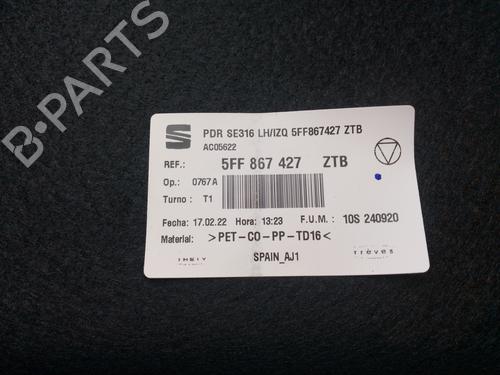 PDR SE316 LH/IZQ 5FF867427 ZTB
AC05622
REF.: 5FF 867 427 ZTB
Op.: 0767A
Turno: T1
Fecha: 17.02.22 Hora: 13:23 F.U.M.: 10S 240920
Material: >PET-CO-PP-TD16<
SPAIN_AJ1
Trèves
B-PARTS